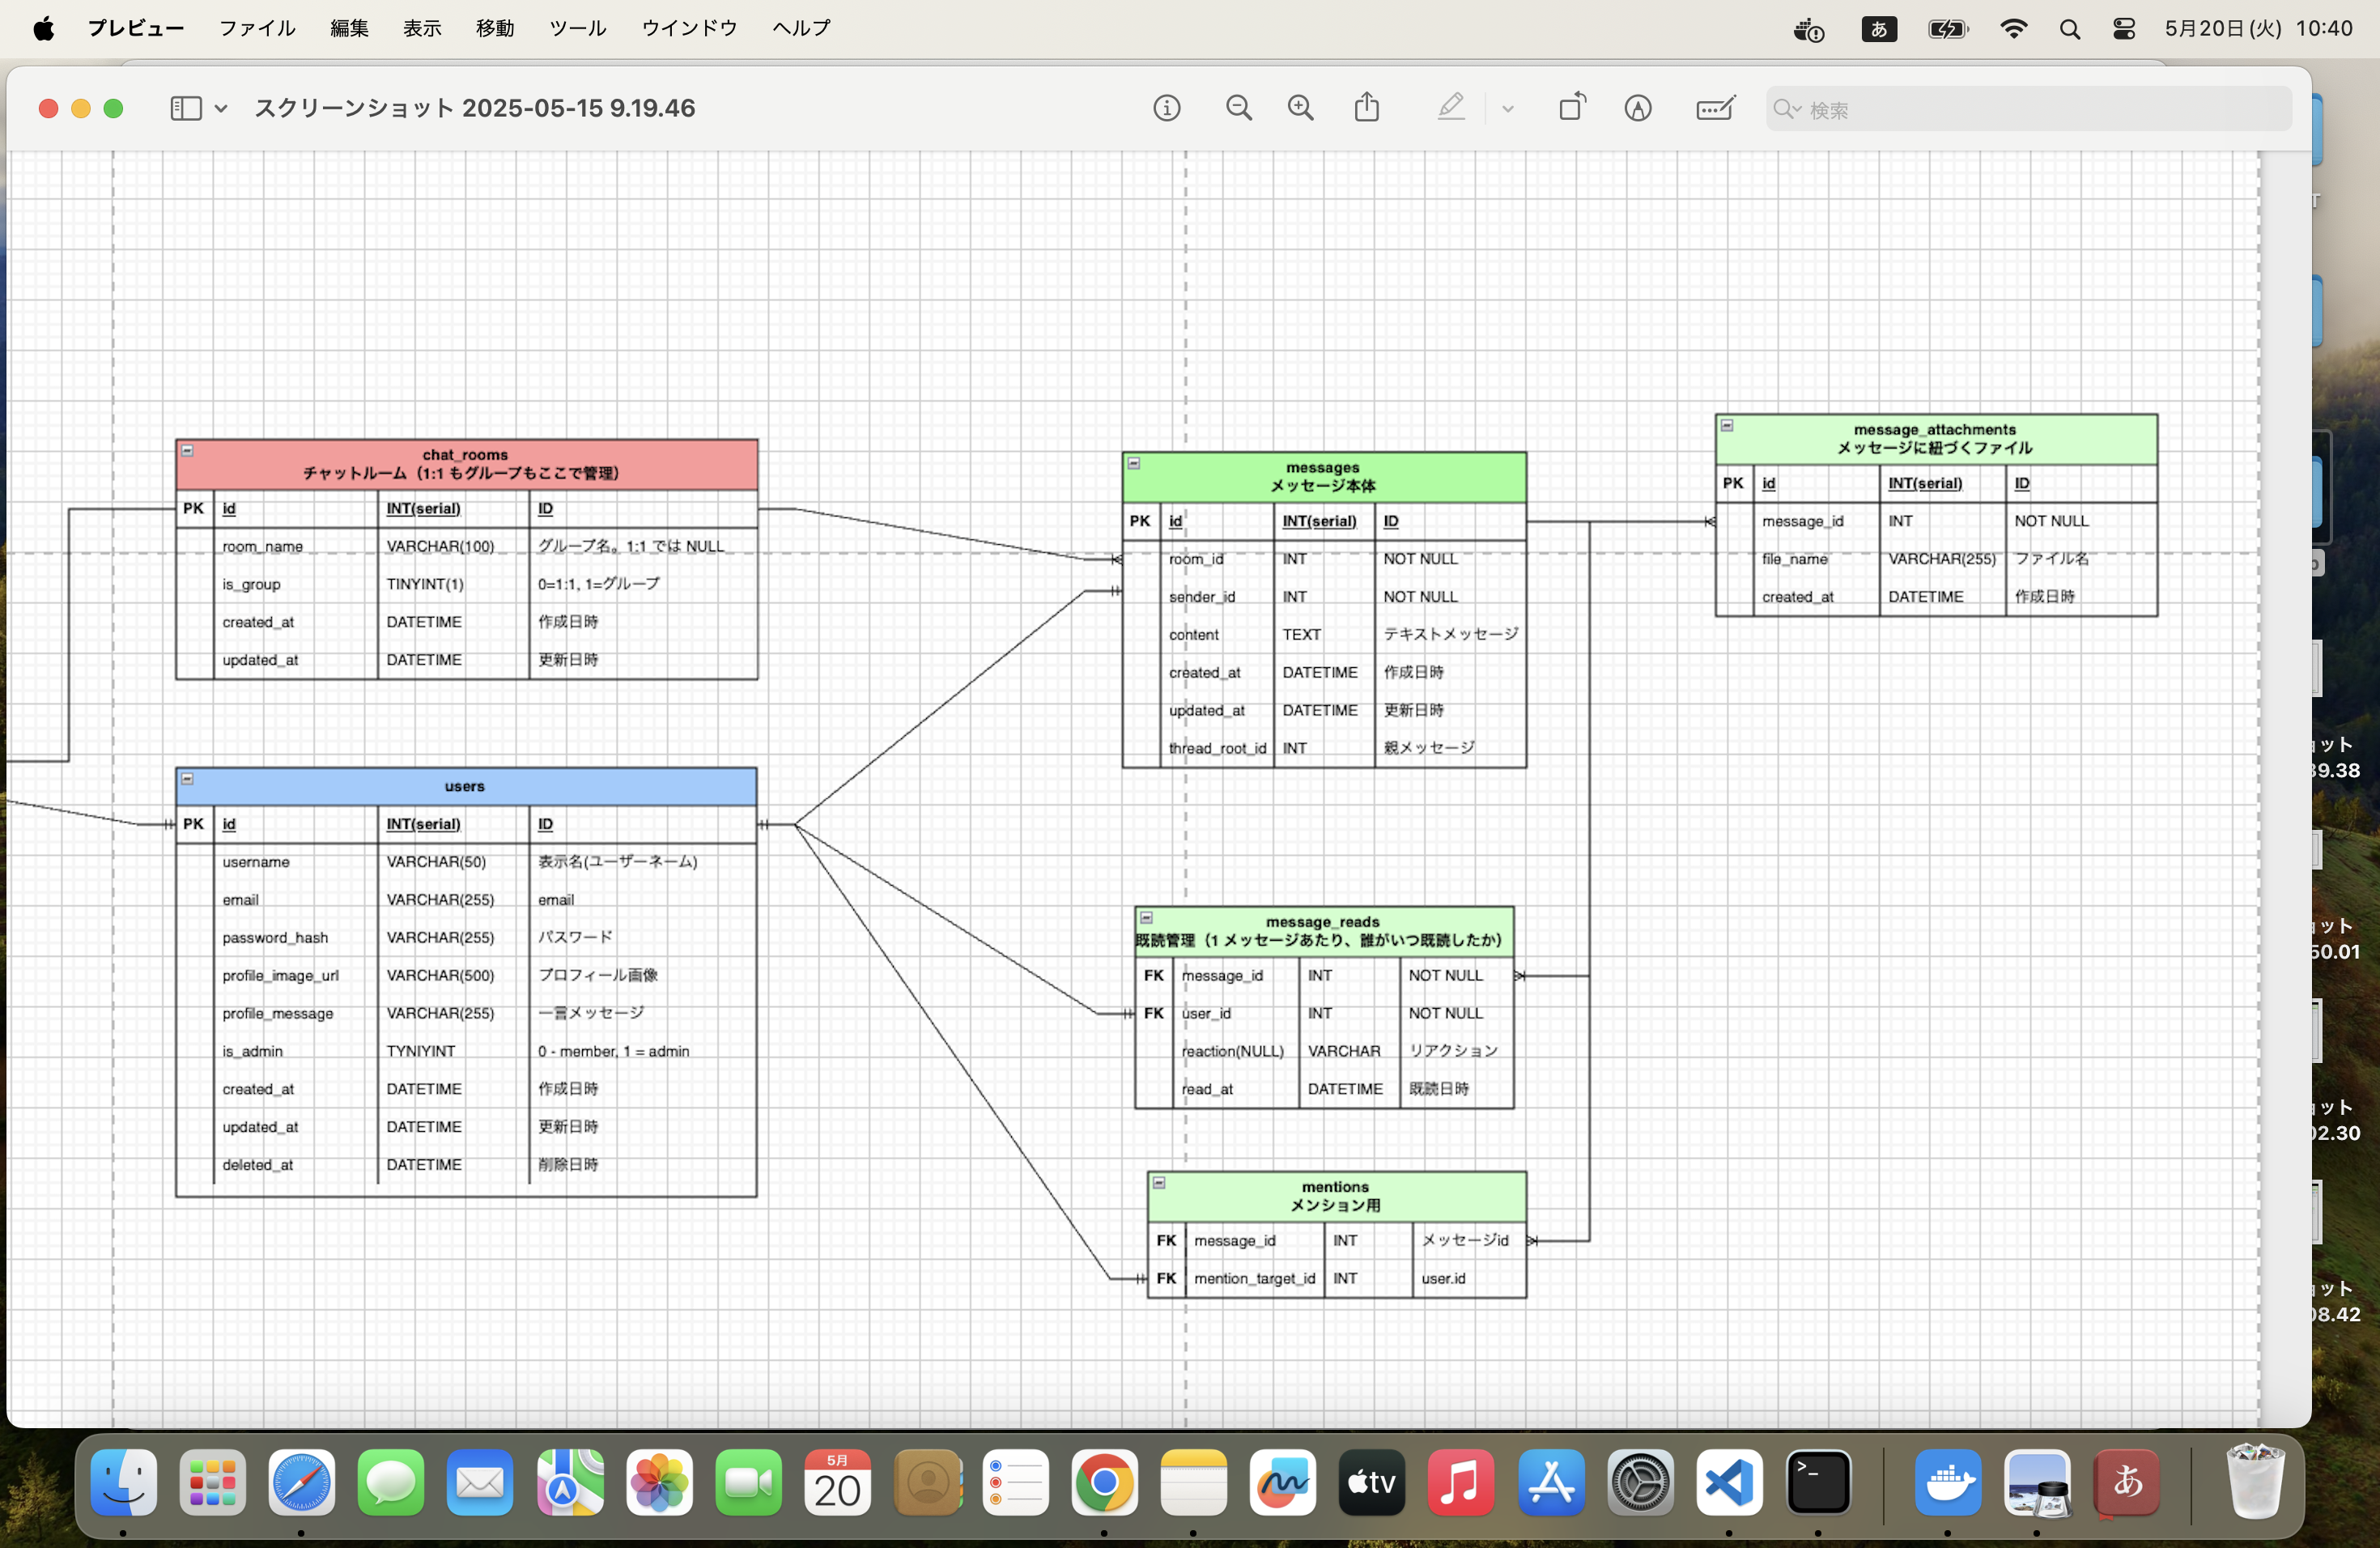 プレビュー ファイル 編集 表示 移動 ツール ウインドウ ヘルプ あ 5月20日(火) 10:40
スクリーンショット 2025-05-15 9.19.46 検索
chat_rooms
チャットルーム（1:1 もグループもここで管理）
PK id INT(serial) ID
room_name VARCHAR(100) グループ名。1:1 では NULL
is_group TINYINT(1) 0=1:1, 1=グループ
created_at DATETIME 作成日時
updated_at DATETIME 更新日時
messages
メッセージ本体
PK id INT(serial) ID
room_id INT NOT NULL
sender_id INT NOT NULL
content TEXT テキストメッセージ
created_at DATETIME 作成日時
updated_at DATETIME 更新日時
thread_root_id INT 親メッセージ
message_attachments
メッセージに紐づくファイル
PK id INT(serial) ID
message_id INT NOT NULL
file_name VARCHAR(255) ファイル名
created_at DATETIME 作成日時
users
PK id INT(serial) ID
username VARCHAR(50) 表示名(ユーザーネーム)
email VARCHAR(255) email
password_hash VARCHAR(255) パスワード
profile_image_url VARCHAR(500) プロフィール画像
profile_message VARCHAR(255) 一言メッセージ
is_admin TYNIYINT 0 - member, 1 = admin
created_at DATETIME 作成日時
updated_at DATETIME 更新日時
deleted_at DATETIME 削除日時
message_reads
既読管理（1 メッセージあたり、誰がいつ既読したか）
FK message_id INT NOT NULL
FK user_id INT NOT NULL
reaction(NULL) VARCHAR リアクション
read_at DATETIME 既読日時
mentions
メンション用
FK message_id INT メッセージid
FK mention_target_id INT user.id
ョット
39.38
ョット
50.01
ョット
02.30
ョット
08.42
5月
20
tv
あ